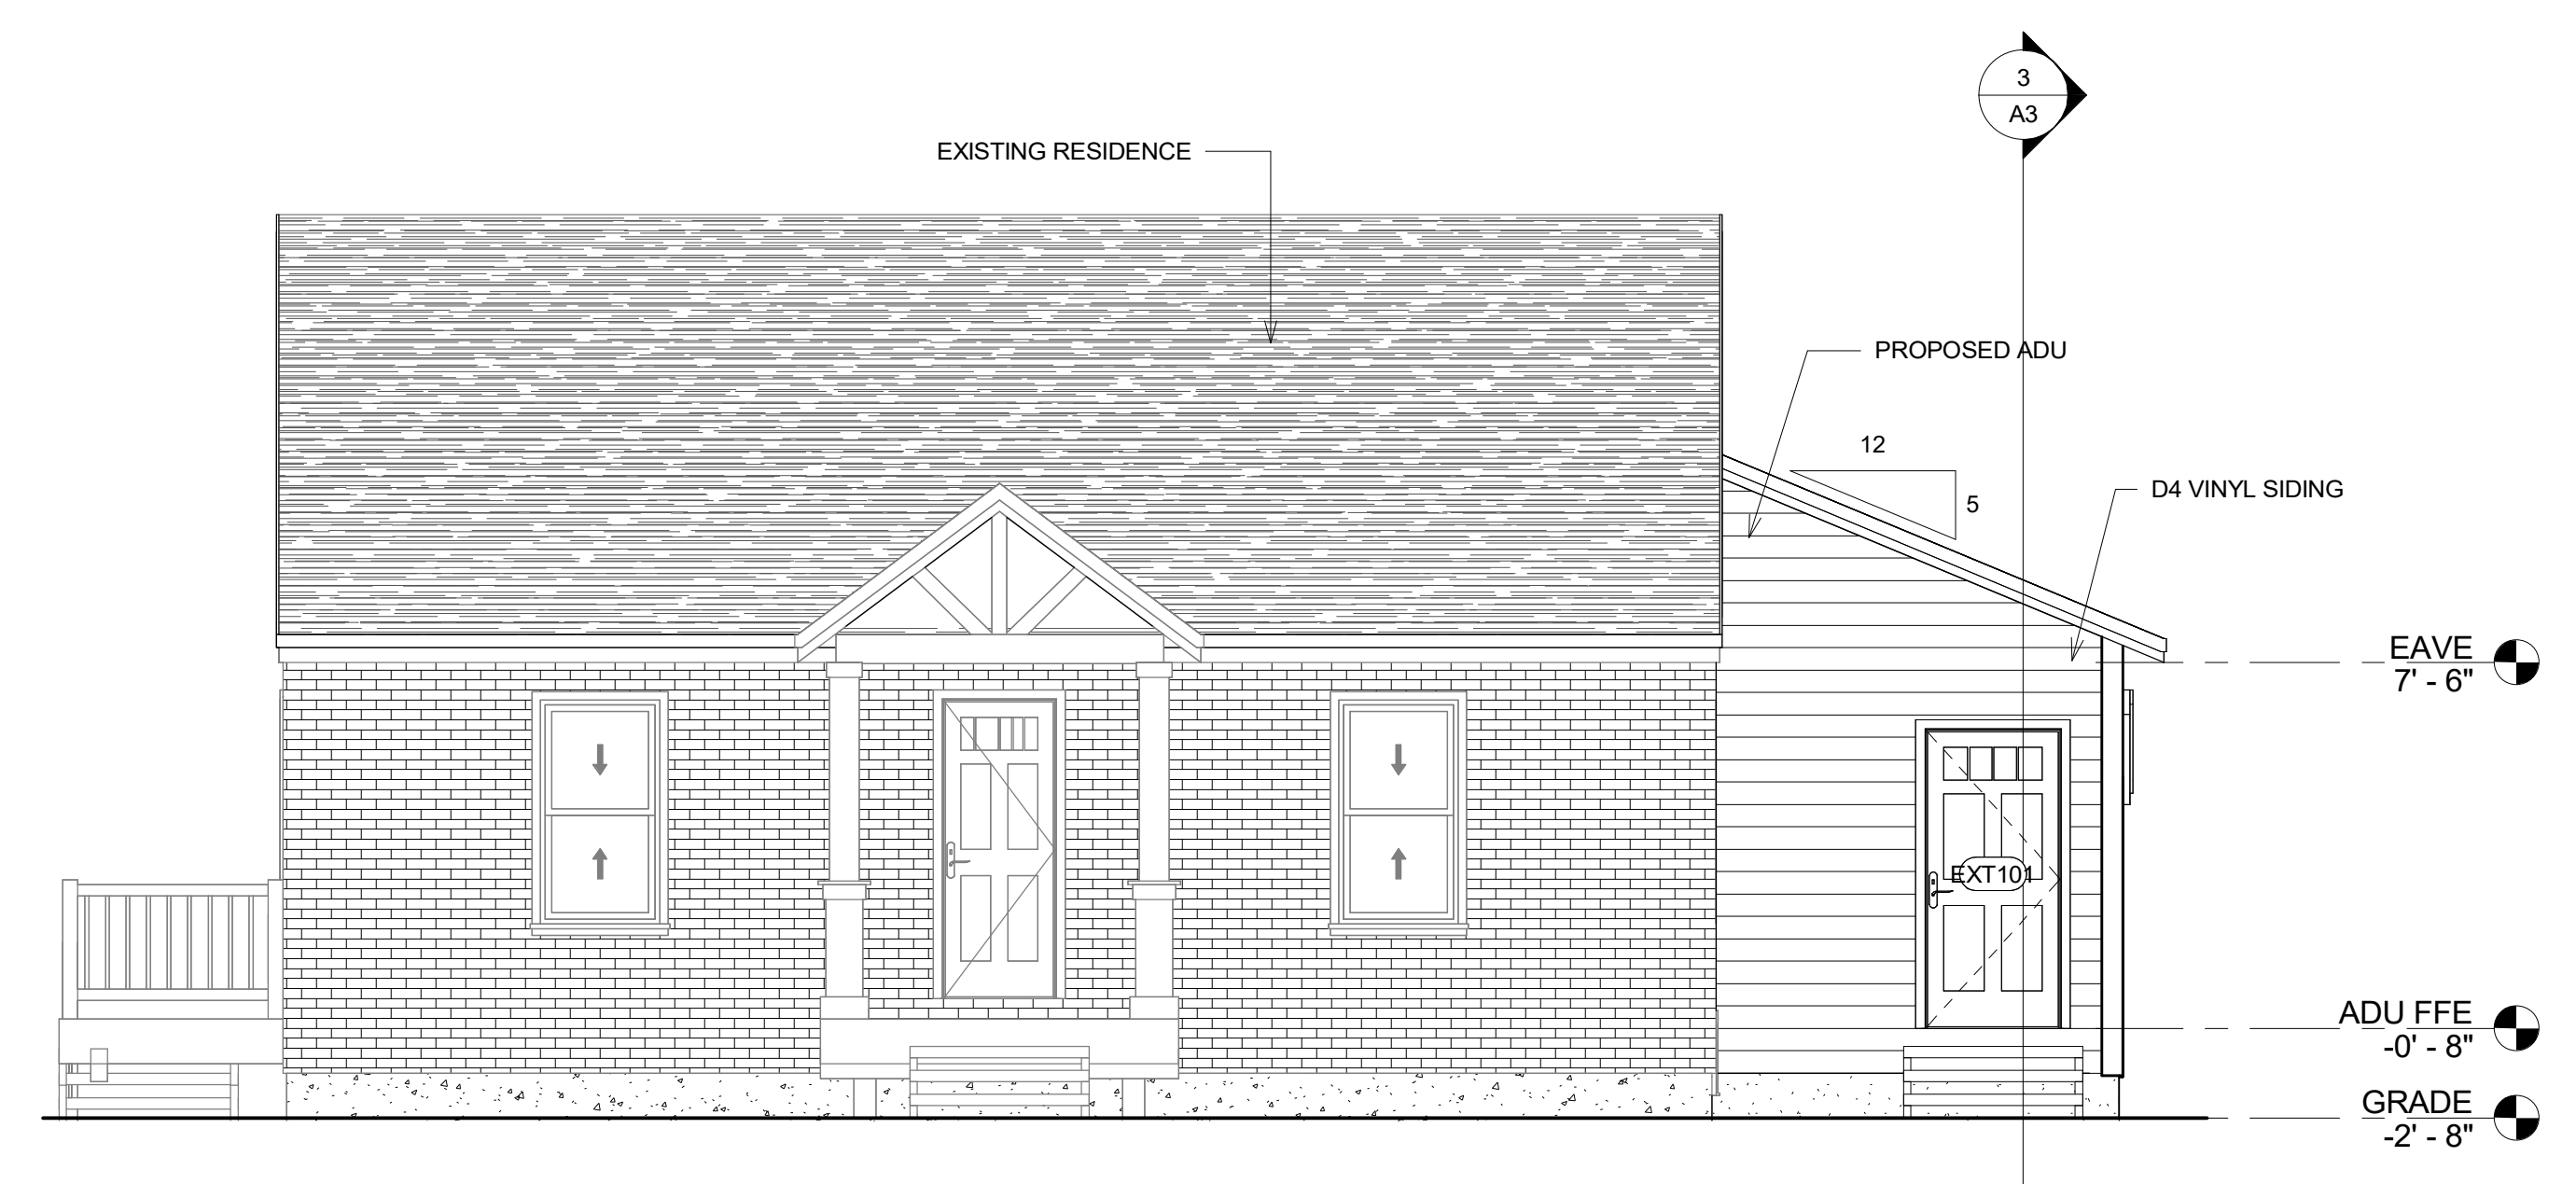 3
A3
EXISTING RESIDENCE
PROPOSED ADU
12
5
D4 VINYL SIDING
EAVE
7' - 6"
EXT101
ADU FFE
-0' - 8"
GRADE
-2' - 8"